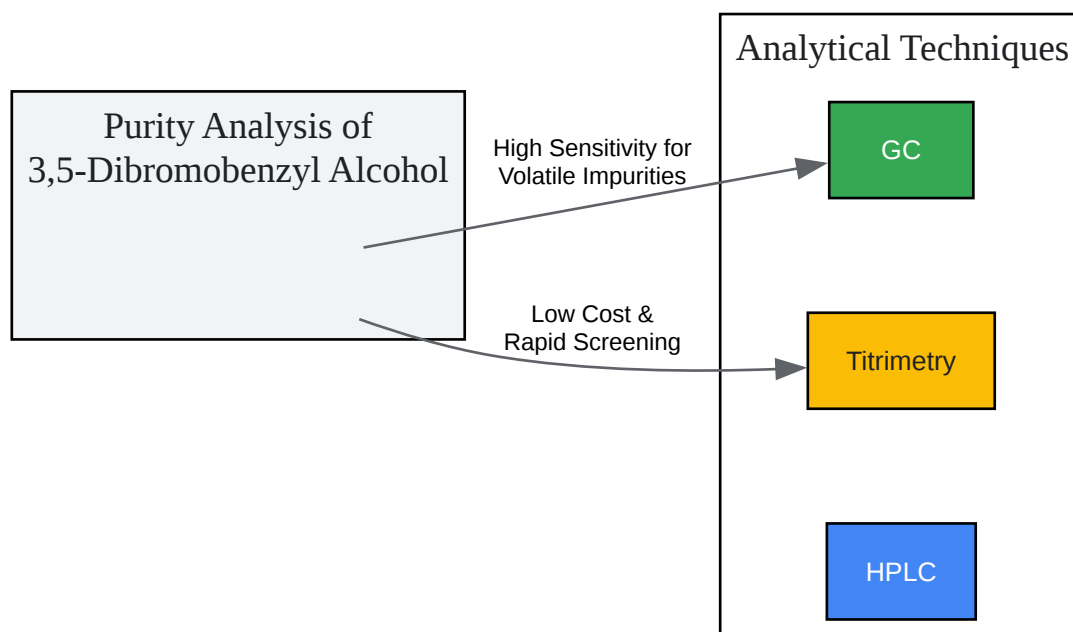 Analytical Techniques
Purity Analysis of
3,5-Dibromobenzyl Alcohol
High Sensitivity for
Volatile Impurities
GC
Low Cost &
Rapid Screening
Titrimetry
HPLC